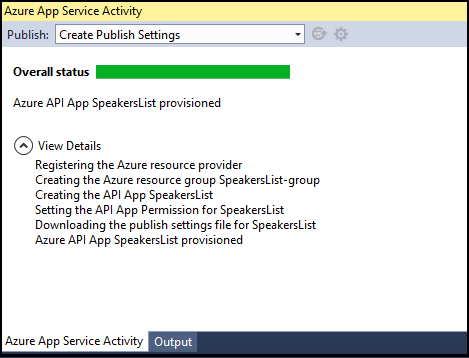 Azure App Service Activity
Publish: Create Publish Settings
Overall status
Azure API App SpeakersList provisioned
View Details
Registering the Azure resource provider
Creating the Azure resource group SpeakersList-group
Creating the API App SpeakersList
Setting the API App Permission for SpeakersList
Downloading the publish settings file for SpeakersList
Azure API App SpeakersList provisioned
Azure App Service Activity Output